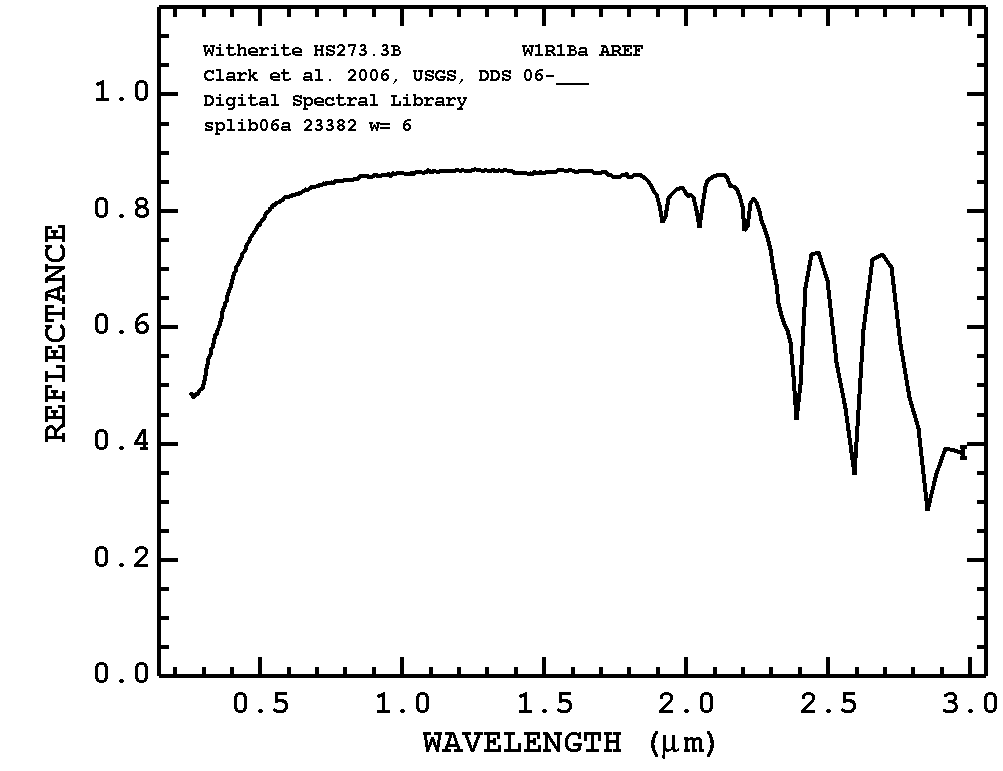 Witherite HS273.3B W1R1Ba AREF
Clark et al. 2006, USGS, DDS 06-___
Digital Spectral Library
splib06a 23382 w= 6
1.0
0.8
0.6
0.4
0.2
0.0
REFLECTANCE
0.5 1.0 1.5 2.0 2.5 3.0
WAVELENGTH (μm)